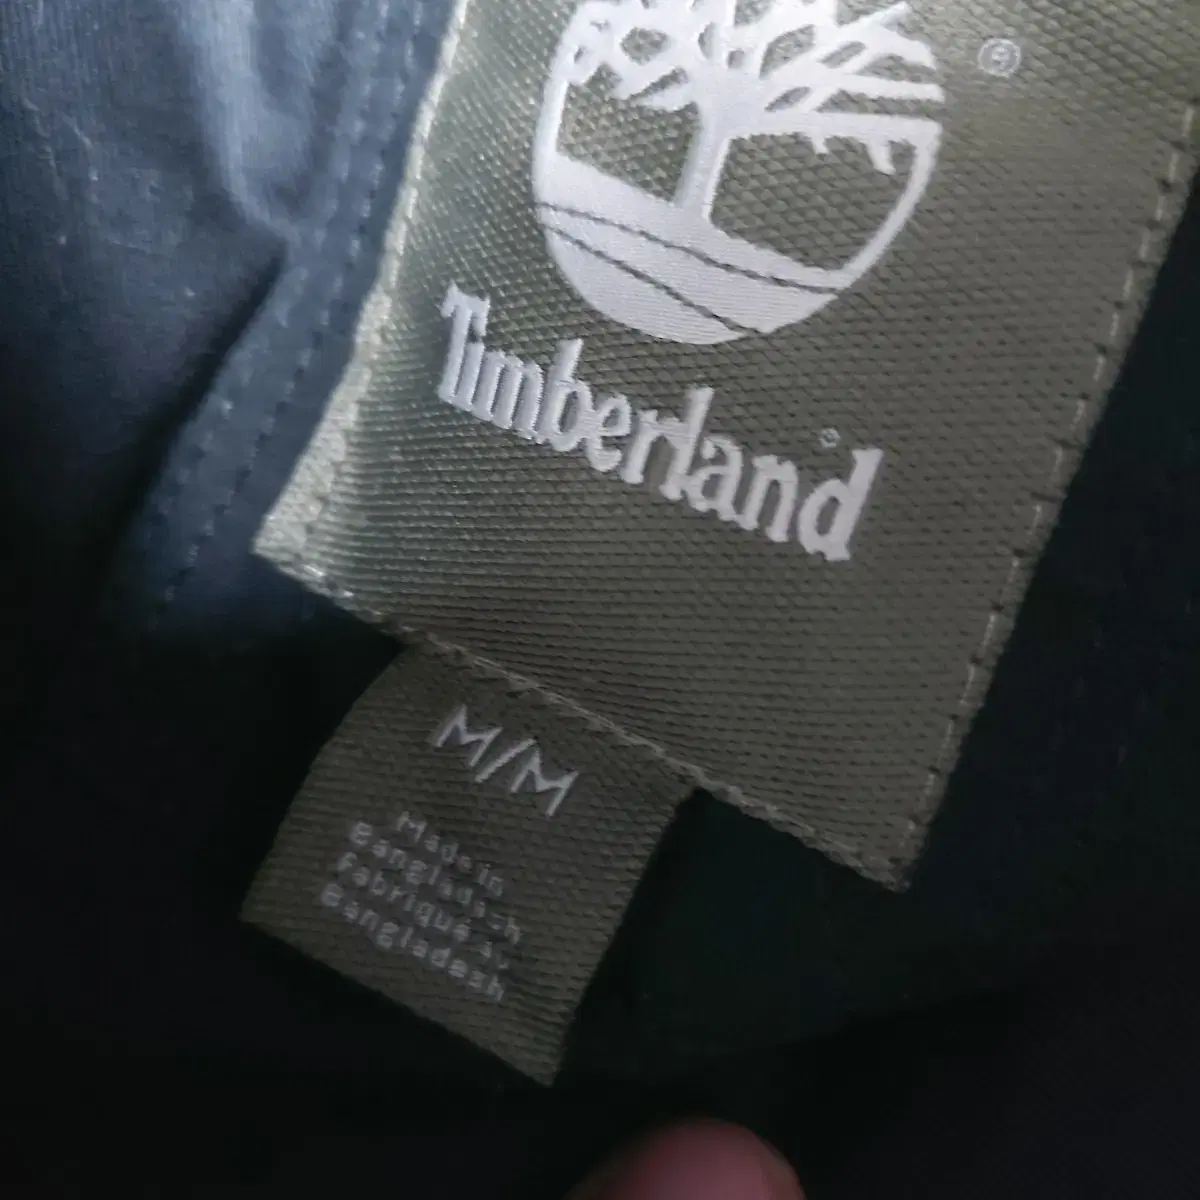 ®
Timberland
M/M
Made in
Bangladesh
Fabriqué au
Bangladesh